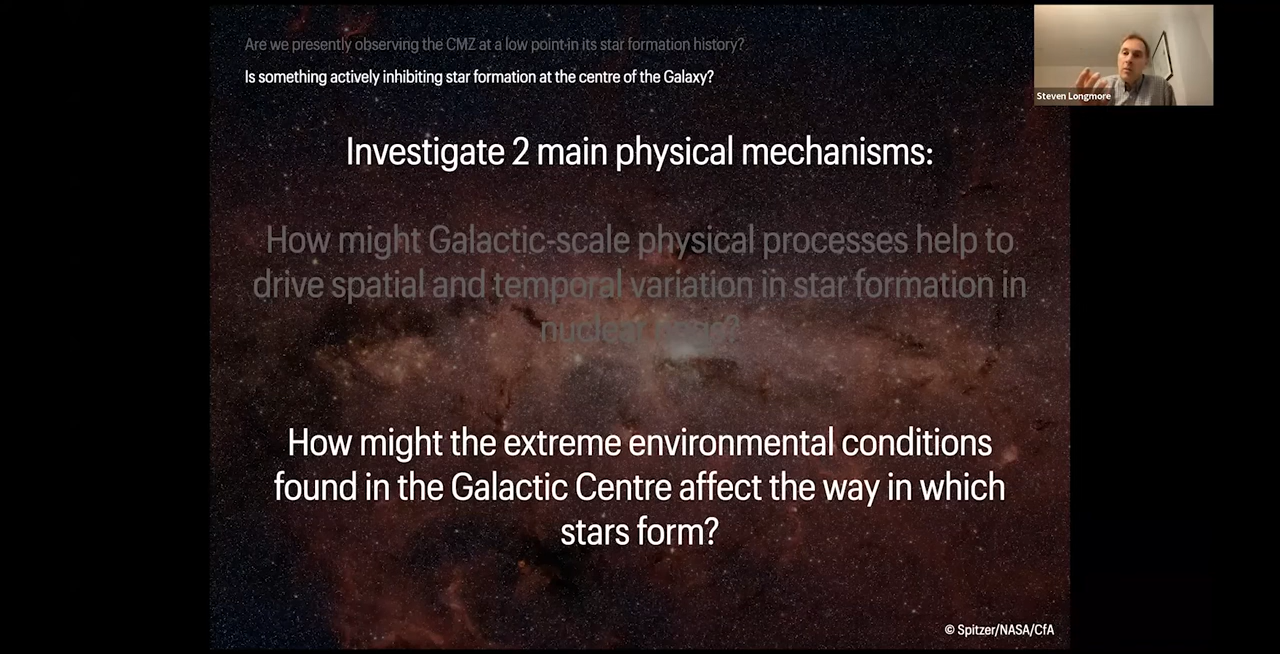 Are we presently observing the CMZ at a low point in its star formation history?
Is something actively inhibiting star formation at the centre of the Galaxy?
Steven Longmore
Investigate 2 main physical mechanisms:
How might Galactic-scale physical processes help to
drive spatial and temporal variation in star formation in
nuclear rings?
How might the extreme environmental conditions
found in the Galactic Centre affect the way in which
stars form?
© Spitzer/NASA/CfA